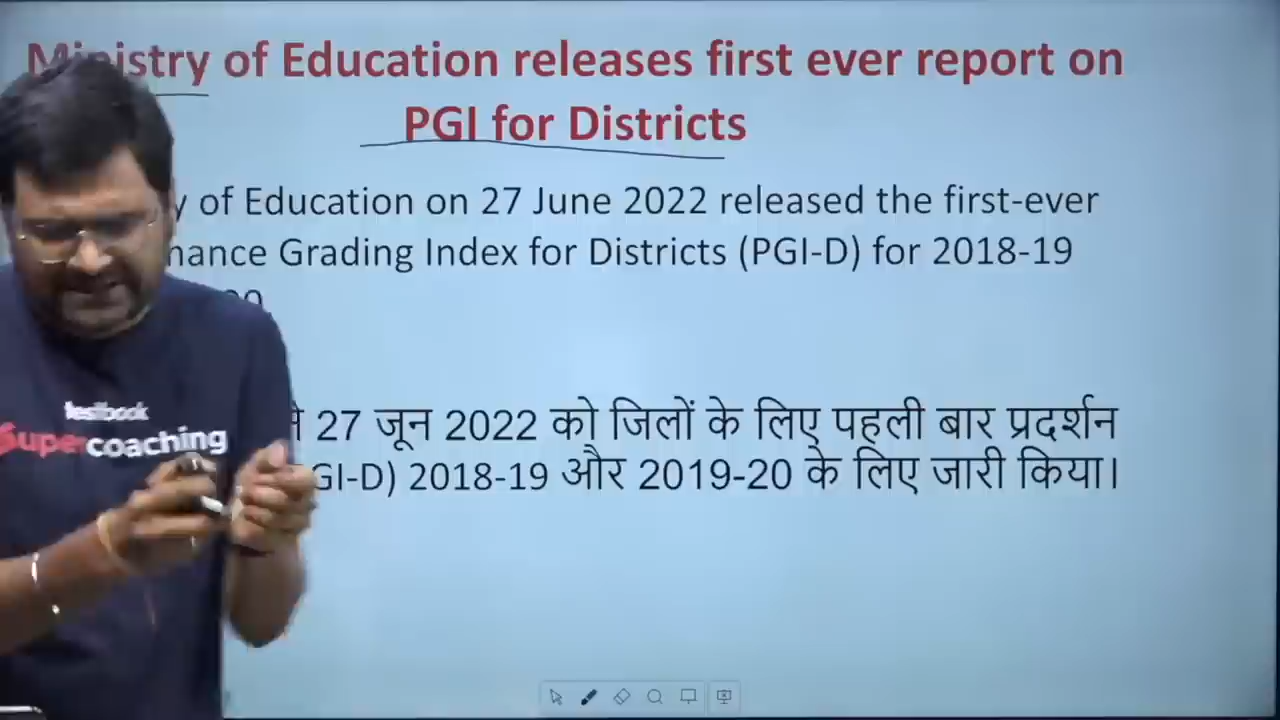 Ministry of Education releases first ever report on
PGI for Districts
of Education on 27 June 2022 released the first-ever
Grading Index for Districts (PGI-D) for 2018-19
27 जून 2022 को जिलों के लिए पहली बार प्रदर्शन
2018-19 और 2019-20 के लिए जारी किया।
testbook
Supercoaching